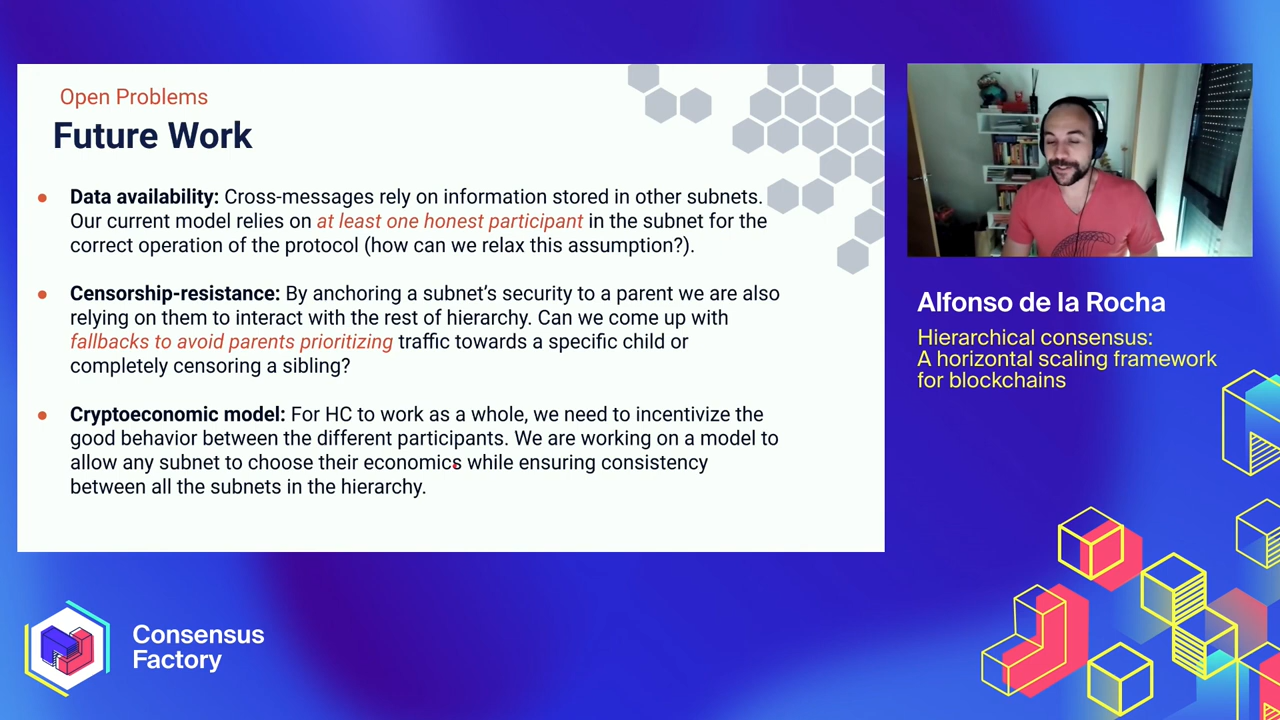 Open Problems
Future Work
● Data availability: Cross-messages rely on information stored in other subnets.
Our current model relies on at least one honest participant in the subnet for the
correct operation of the protocol (how can we relax this assumption?).
● Censorship-resistance: By anchoring a subnet's security to a parent we are also
relying on them to interact with the rest of hierarchy. Can we come up with
fallbacks to avoid parents prioritizing traffic towards a specific child or
completely censoring a sibling?
● Cryptoeconomic model: For HC to work as a whole, we need to incentivize the
good behavior between the different participants. We are working on a model to
allow any subnet to choose their economics while ensuring consistency
between all the subnets in the hierarchy.
Alfonso de la Rocha
Hierarchical consensus:
A horizontal scaling framework
for blockchains
Consensus
Factory